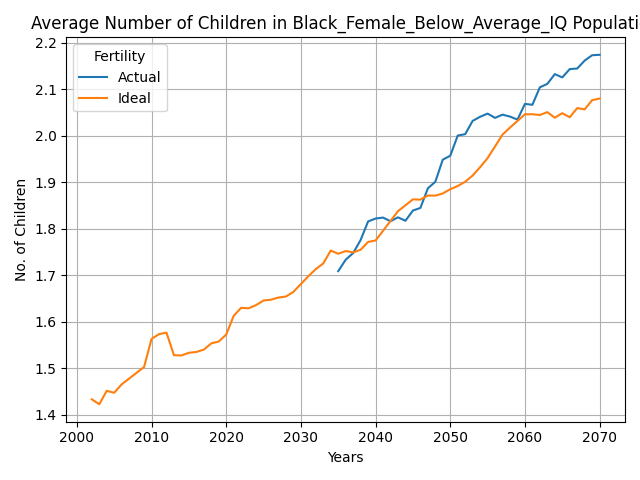 Average Number of Children in Black_Female_Below_Average_IQ Populati
2.2
2.1
2.0
1.9
1.8
1.7
1.6
1.5
1.4
No. of Children
Fertility
Actual
Ideal
2000 2010 2020 2030 2040 2050 2060 2070
Years